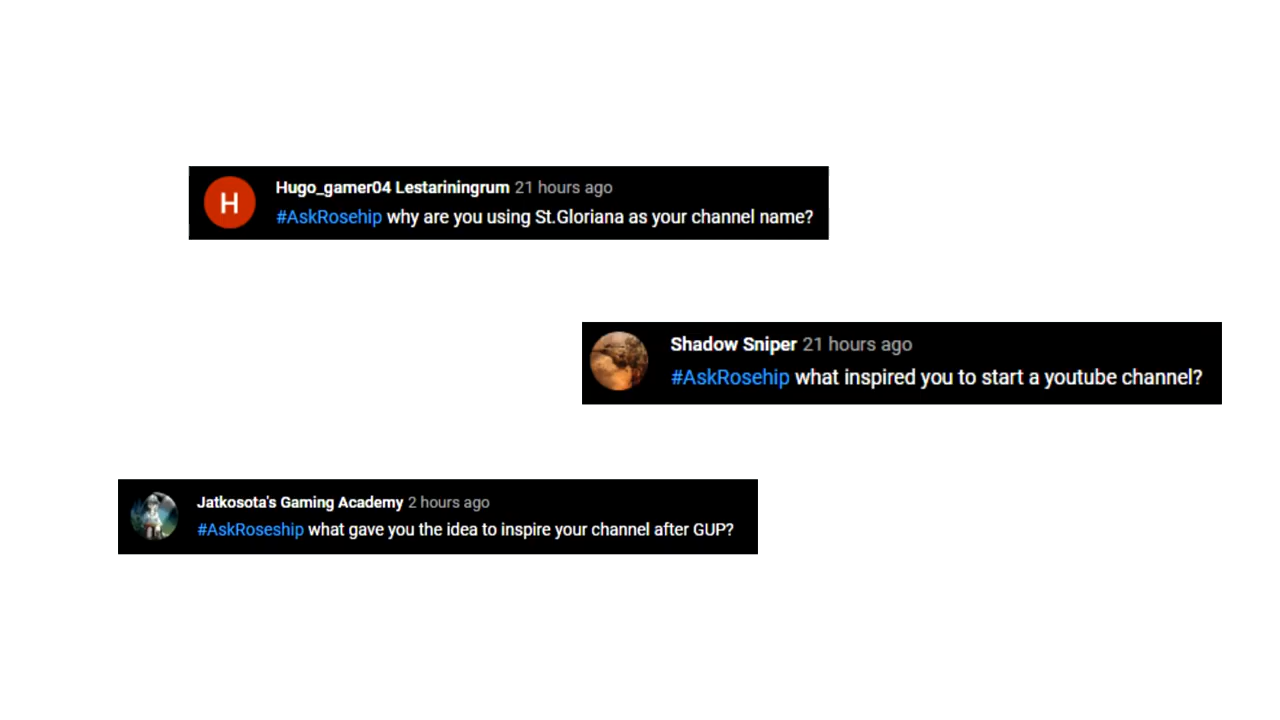 H
Hugo_gamer04 Lestariningrum 21 hours ago
#AskRosehip why are you using St.Gloriana as your channel name?
Shadow Sniper 21 hours ago
#AskRosehip what inspired you to start a youtube channel?
Jatkosota's Gaming Academy 2 hours ago
#AskRoseship what gave you the idea to inspire your channel after GUP?